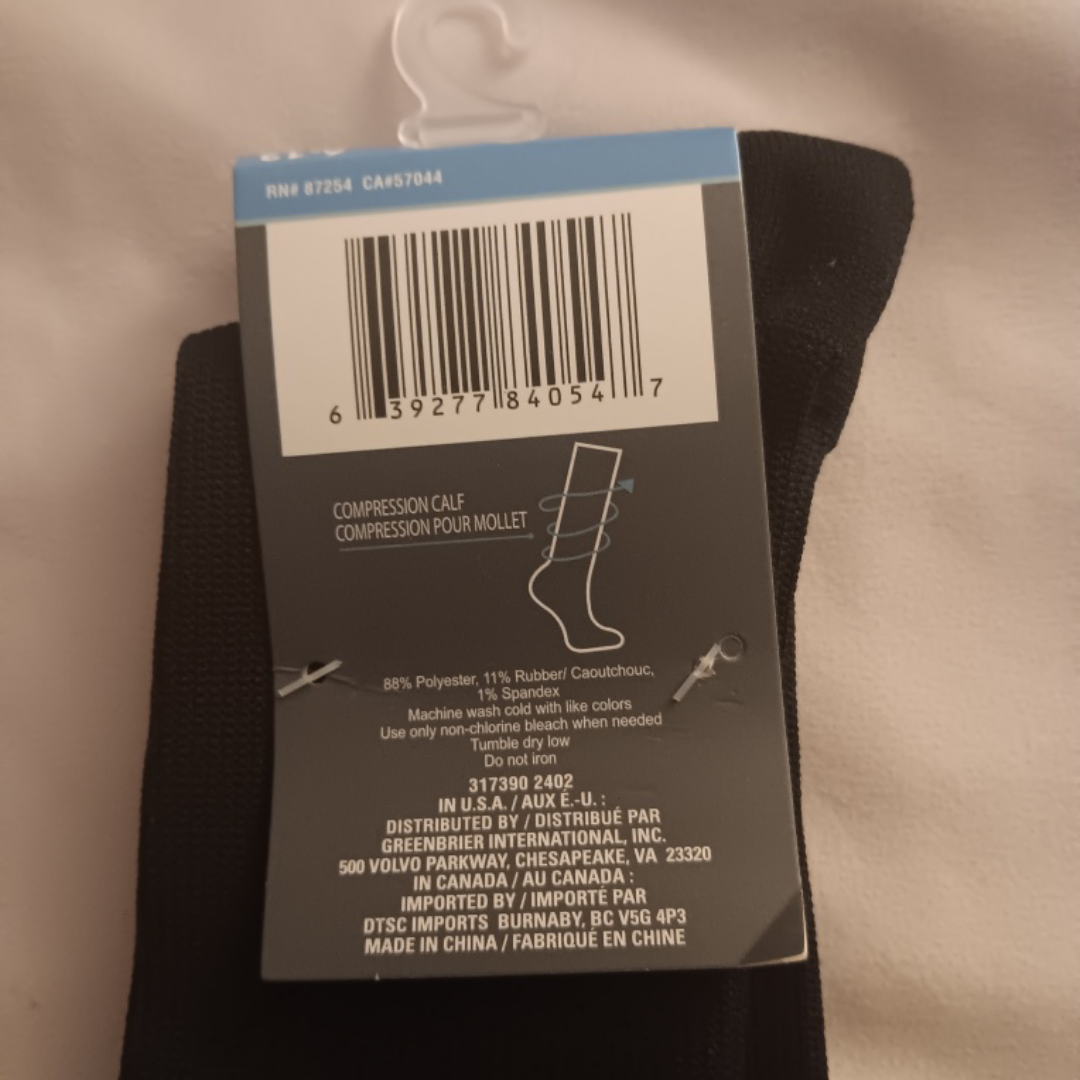 RN# 87254 CA#57044
6 39277 84054 7
COMPRESSION CALF
COMPRESSION POUR MOLLET
88% Polyester, 11% Rubber/ Caoutchouc,
1% Spandex
Machine wash cold with like colors
Use only non-chlorine bleach when needed
Tumble dry low
Do not iron
317390 2402
IN U.S.A. / AUX É.-U. :
DISTRIBUTED BY / DISTRIBUÉ PAR
GREENBRIER INTERNATIONAL, INC.
500 VOLVO PARKWAY, CHESAPEAKE, VA 23320
IN CANADA / AU CANADA :
IMPORTED BY / IMPORTÉ PAR
DTSC IMPORTS BURNABY, BC V5G 4P3
MADE IN CHINA / FABRIQUÉ EN CHINE